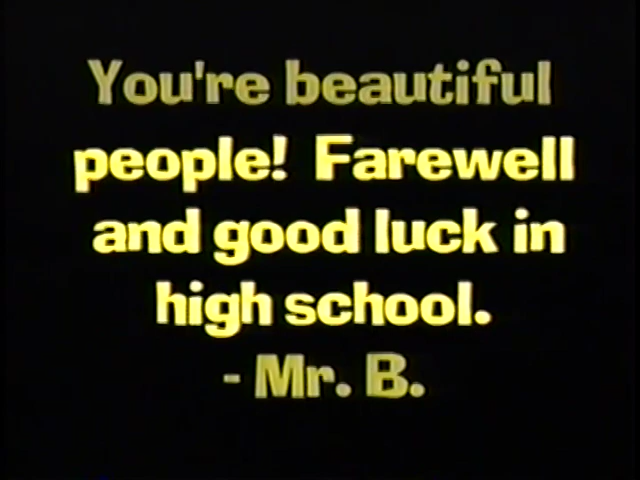 You're beautiful
people! Farewell
and good luck in
high school.
- Mr. B.